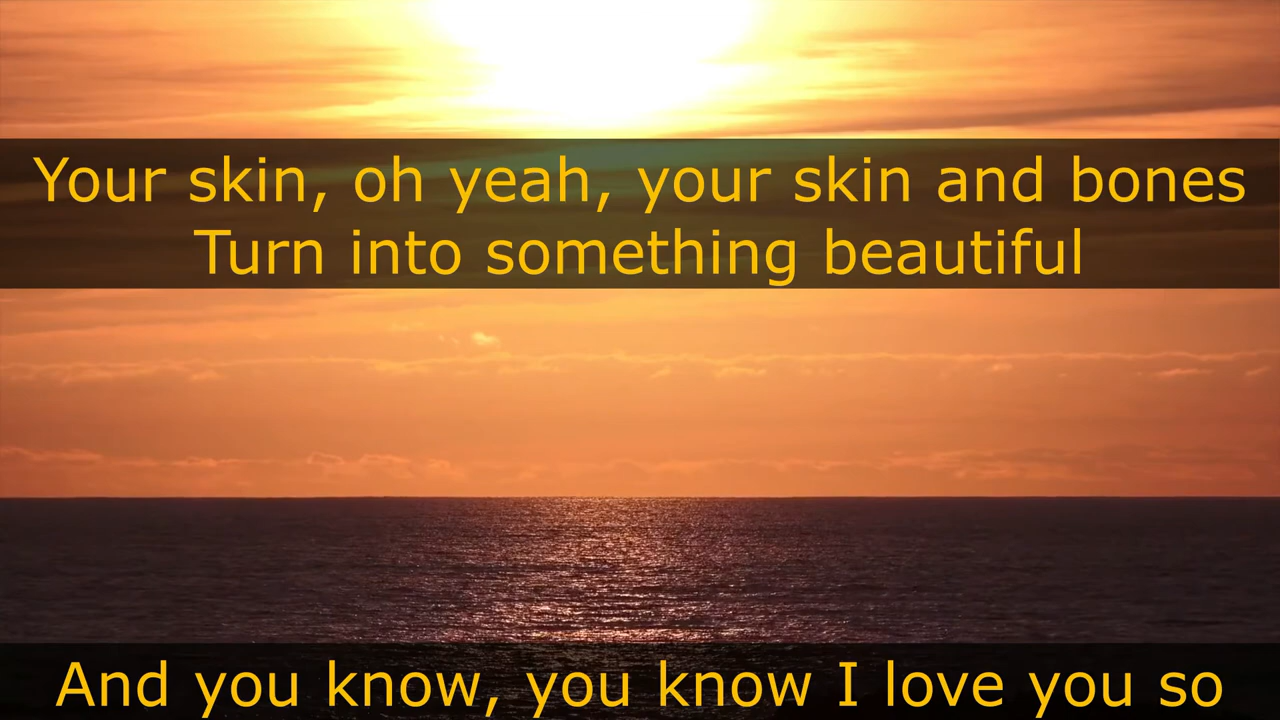 Your skin, oh yeah, your skin and bones
Turn into something beautiful
And you know, you know I love you so